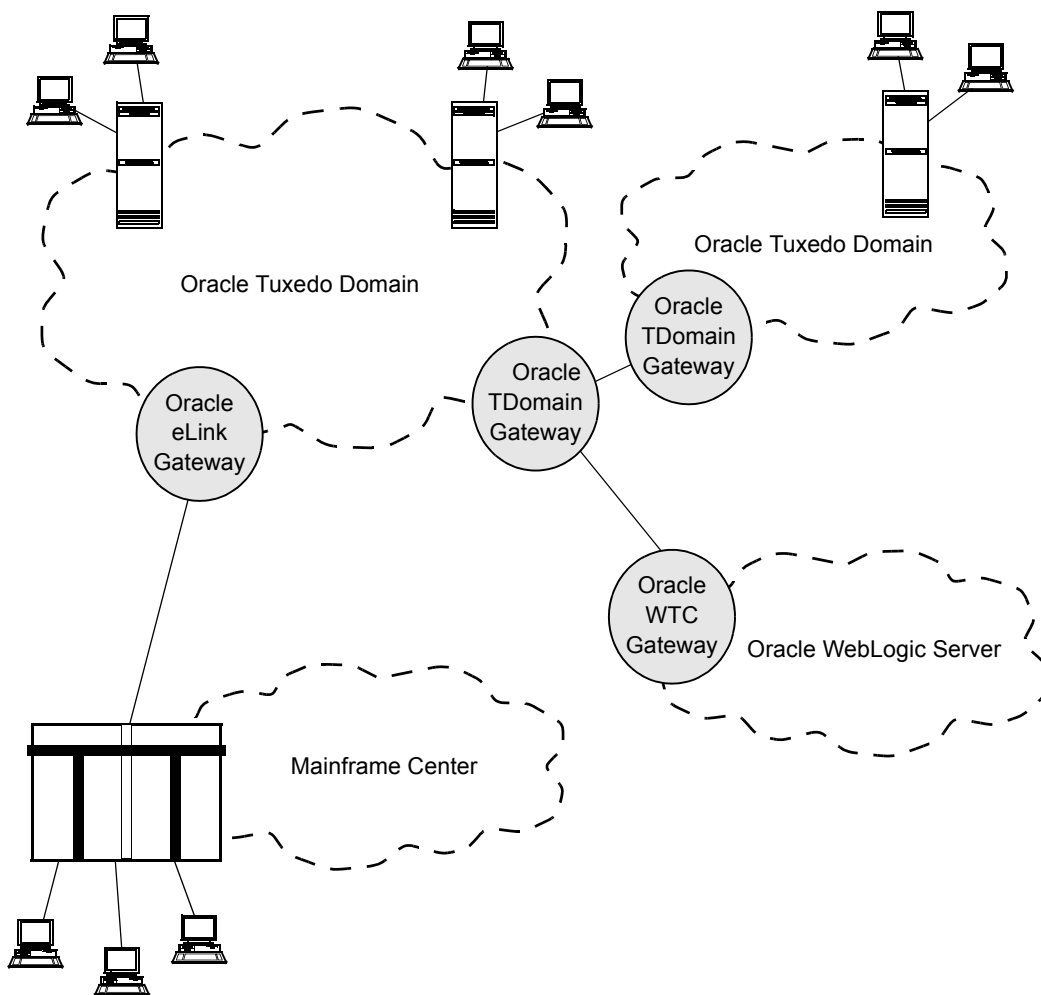 Oracle Tuxedo Domain
Oracle Tuxedo Domain
Oracle
TDomain
Gateway
Oracle
TDomain
Gateway
Oracle
eLink
Gateway
Oracle
WTC
Gateway
Oracle WebLogic Server
Mainframe Center